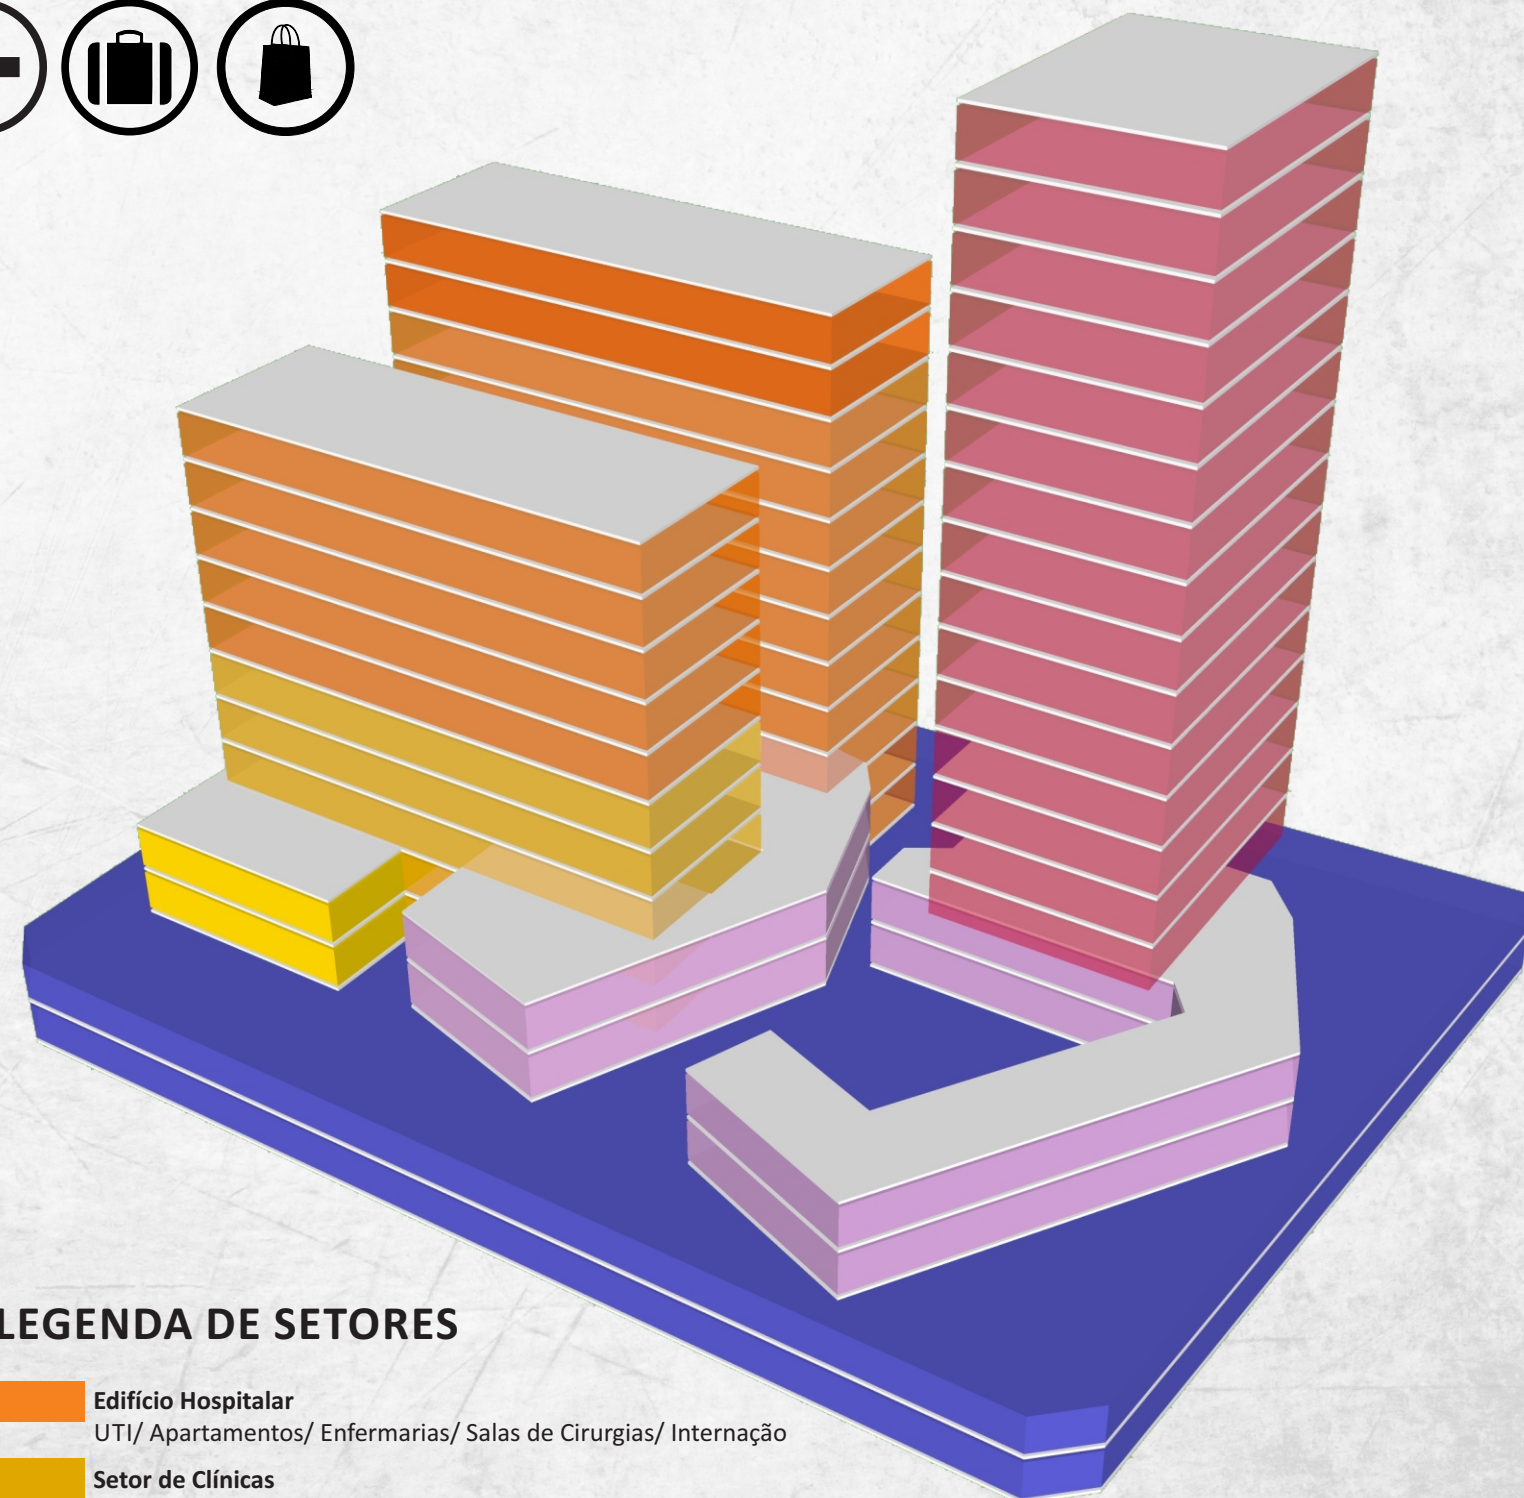 LEGENDA DE SETORES
Edifício Hospitalar
UTI/ Apartamentos/ Enfermarias/ Salas de Cirurgias/ Internação
Setor de Clínicas